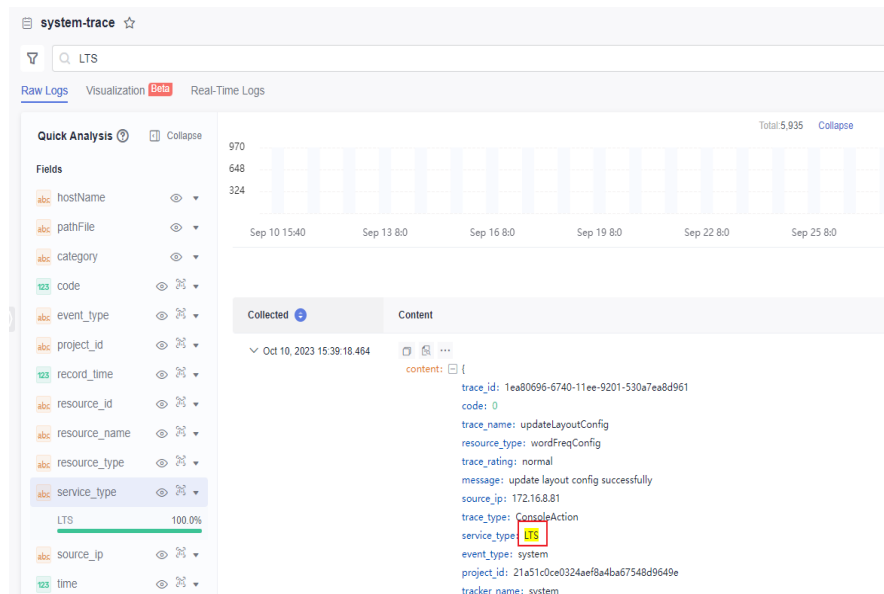 system-trace
LTS
Raw Logs Visualization Beta Real-Time Logs
Quick Analysis Collapse
Fields
abc hostName
abc pathFile
abc category
123 code
abc event_type
abc project_id
123 record_time
abc resource_id
abc resource_name
abc resource_type
abc service_type
LTS 100.0%
abc source_ip
123 time
Total:5,935 Collapse
970
648
324
Sep 10 15:40 Sep 13 8:0 Sep 16 8:0 Sep 19 8:0 Sep 22 8:0 Sep 25 8:0
Collected Content
Oct 10, 2023 15:39:18.464
content: {
trace_id: 1ea80696-6740-11ee-9201-530a7ea8d961
code: 0
trace_name: updateLayoutConfig
resource_type: wordFreqConfig
trace_rating: normal
message: update layout config successfully
source_ip: 172.16.8.81
trace_type: ConsoleAction
service_type: LTS
event_type: system
project_id: 21a51c0ce0324aef8a4ba67548d9649e
tracker_name: system